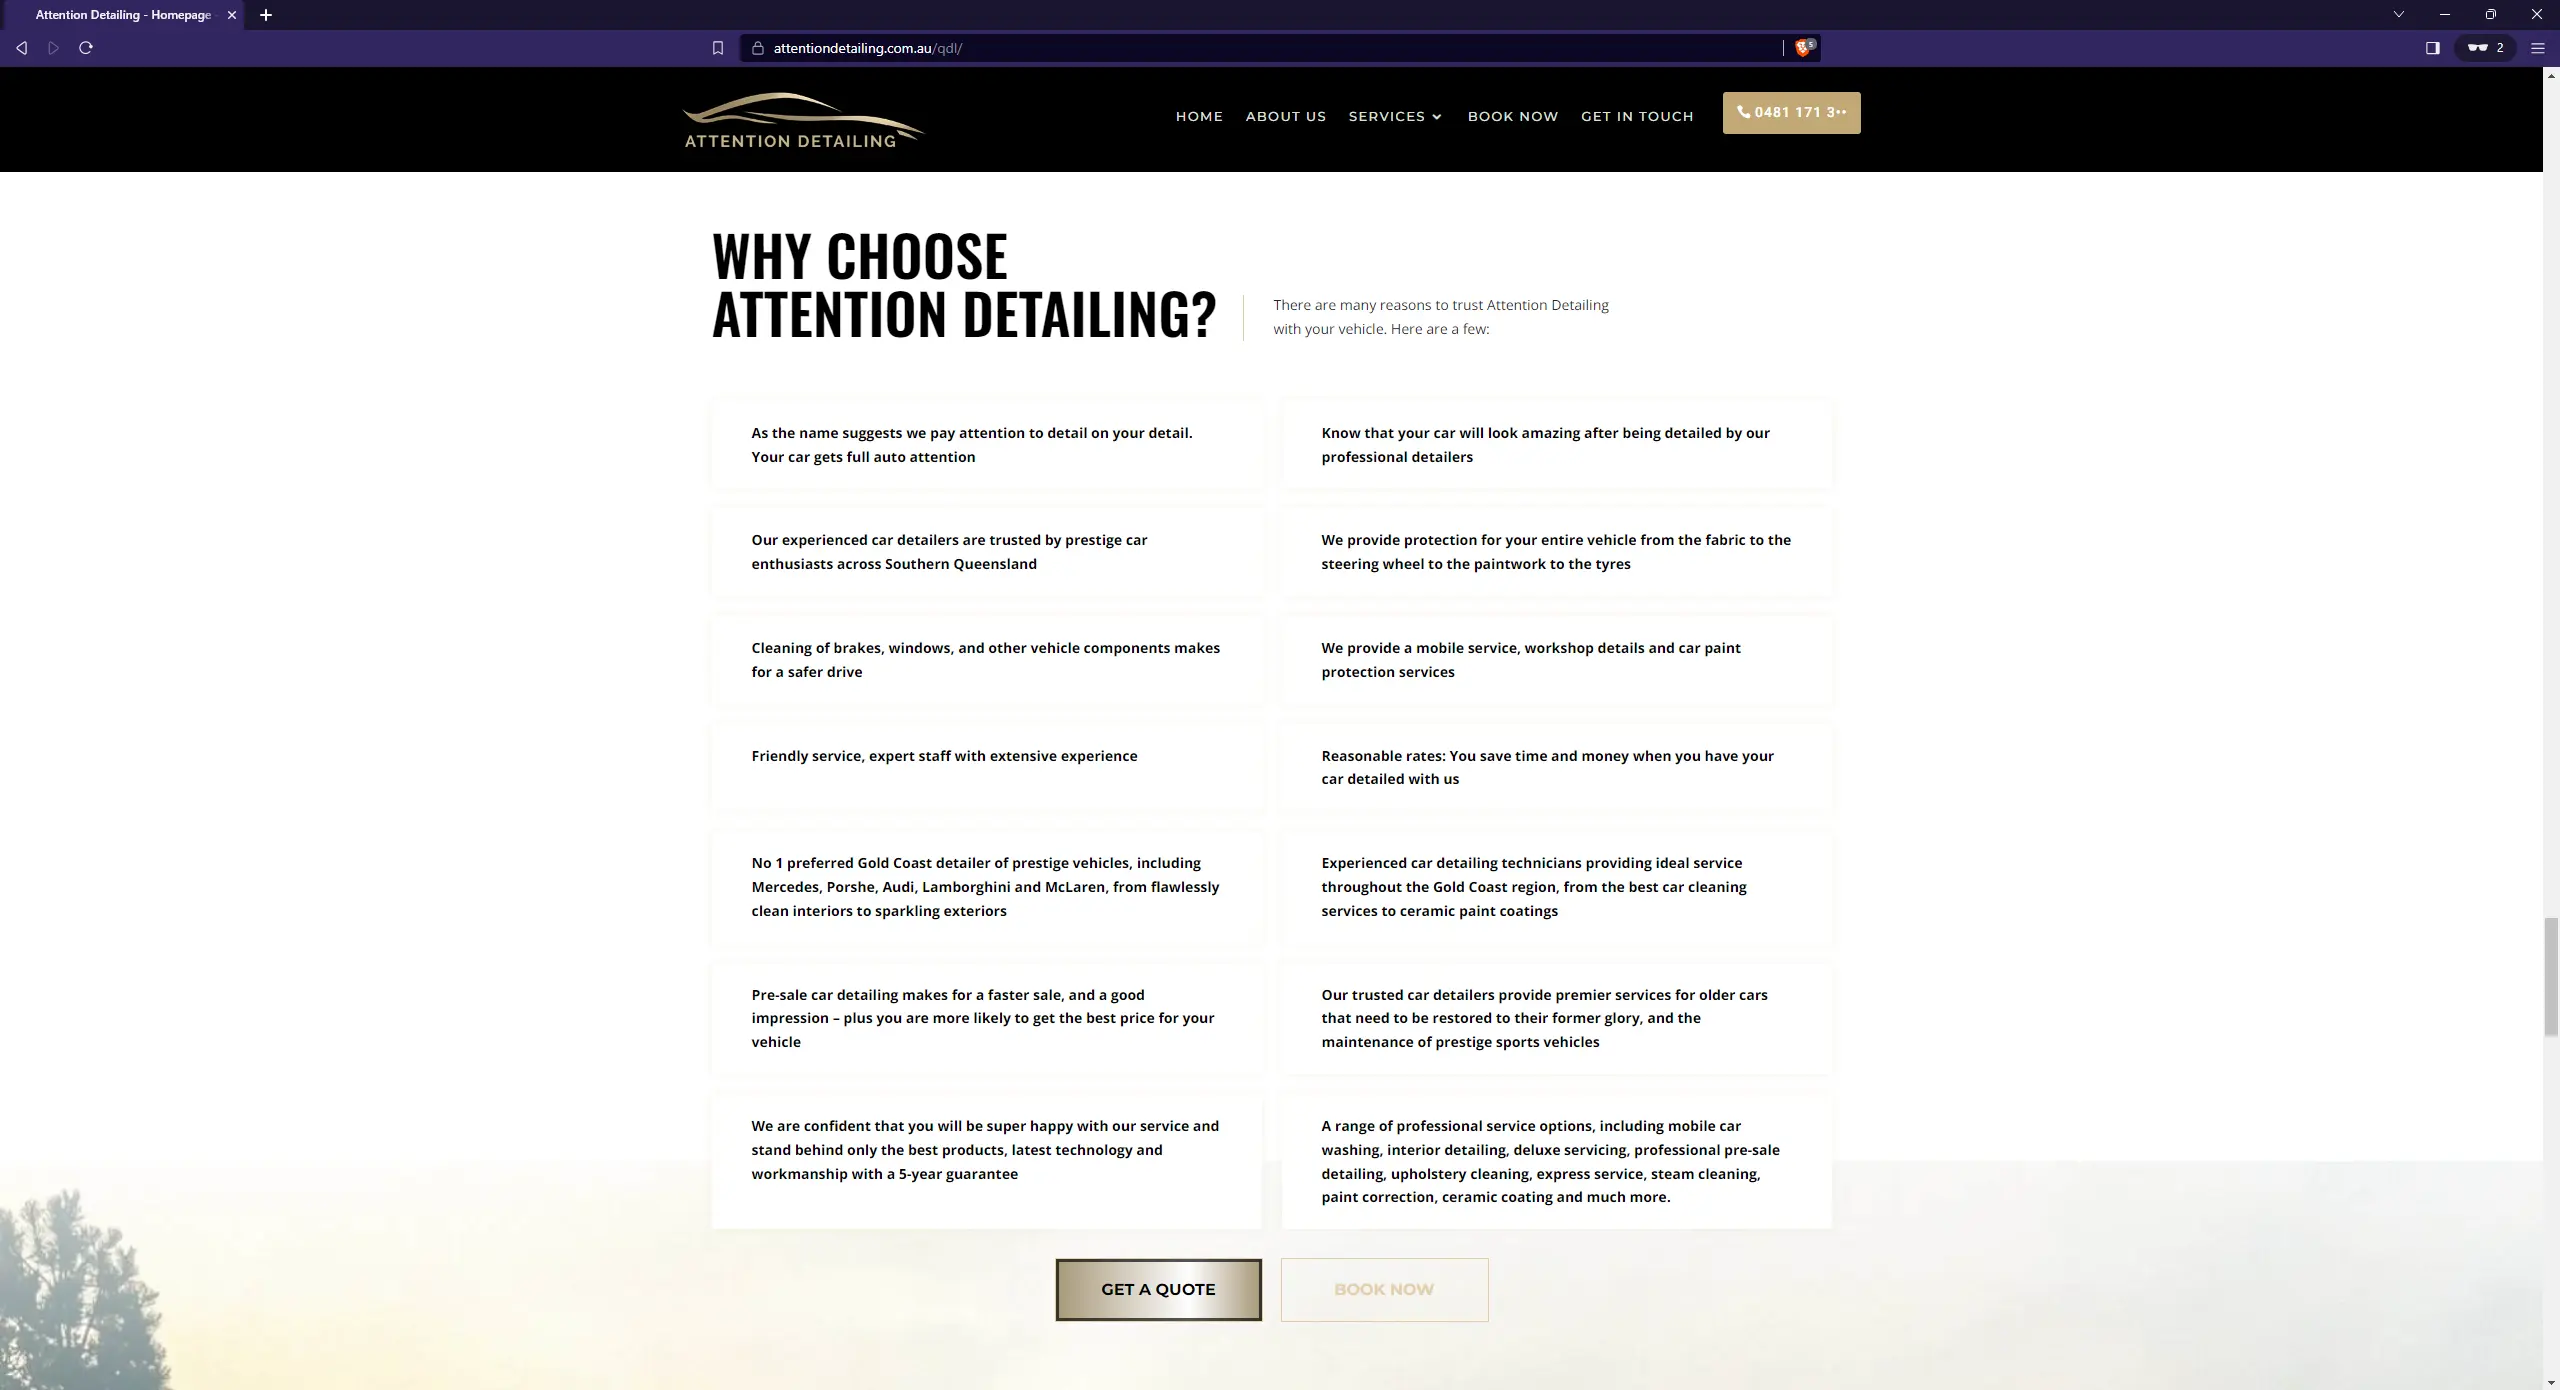 Attention Detailing - Homepage
attentiondetailing.com.au/qdl/
5
2
ATTENTION DETAILING
HOME
ABOUT US
SERVICES
BOOK NOW
GET IN TOUCH
0481 171 3••
WHY CHOOSE
ATTENTION DETAILING?
There are many reasons to trust Attention Detailing
with your vehicle. Here are a few:
As the name suggests we pay attention to detail on your detail.
Your car gets full auto attention
Know that your car will look amazing after being detailed by our
professional detailers
Our experienced car detailers are trusted by prestige car
enthusiasts across Southern Queensland
We provide protection for your entire vehicle from the fabric to the
steering wheel to the paintwork to the tyres
Cleaning of brakes, windows, and other vehicle components makes
for a safer drive
We provide a mobile service, workshop details and car paint
protection services
Friendly service, expert staff with extensive experience
Reasonable rates: You save time and money when you have your
car detailed with us
No 1 preferred Gold Coast detailer of prestige vehicles, including
Mercedes, Porshe, Audi, Lamborghini and McLaren, from flawlessly
clean interiors to sparkling exteriors
Experienced car detailing technicians providing ideal service
throughout the Gold Coast region, from the best car cleaning
services to ceramic paint coatings
Pre-sale car detailing makes for a faster sale, and a good
impression – plus you are more likely to get the best price for your
vehicle
Our trusted car detailers provide premier services for older cars
that need to be restored to their former glory, and the
maintenance of prestige sports vehicles
We are confident that you will be super happy with our service and
stand behind only the best products, latest technology and
workmanship with a 5-year guarantee
A range of professional service options, including mobile car
washing, interior detailing, deluxe servicing, professional pre-sale
detailing, upholstery cleaning, express service, steam cleaning,
paint correction, ceramic coating and much more.
GET A QUOTE
BOOK NOW